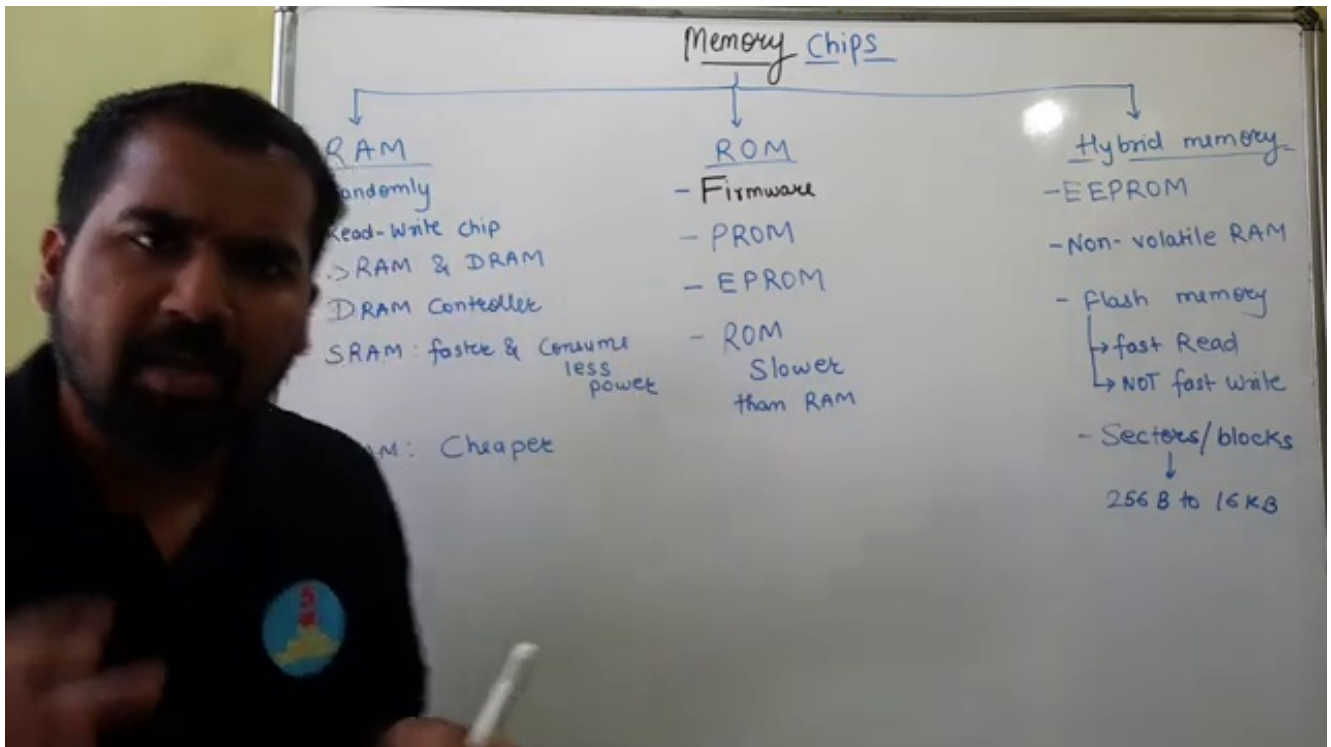 Memory Chips
RAM
andomly
Read-Write chip
RAM & DRAM
DRAM Controller
SRAM: faster & Consume
less
power
M: Cheaper
ROM
- Firmware
- PROM
- EPROM
- ROM
Slower
than RAM
Hybrid memory
- EEPROM
- Non-volatile RAM
- flash memory
→ fast Read
→ NOT fast write
- Sectors/blocks
256 B to 16 KB